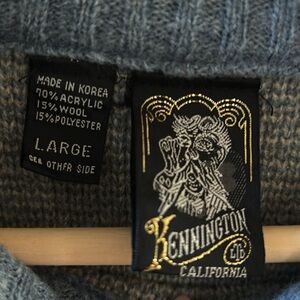 MADE IN KOREA
70% ACRYLIC
15% WOOL
15% POLYESTER
LARGE
SEE OTHER SIDE
KENNINGTON
LTD
CALIFORNIA